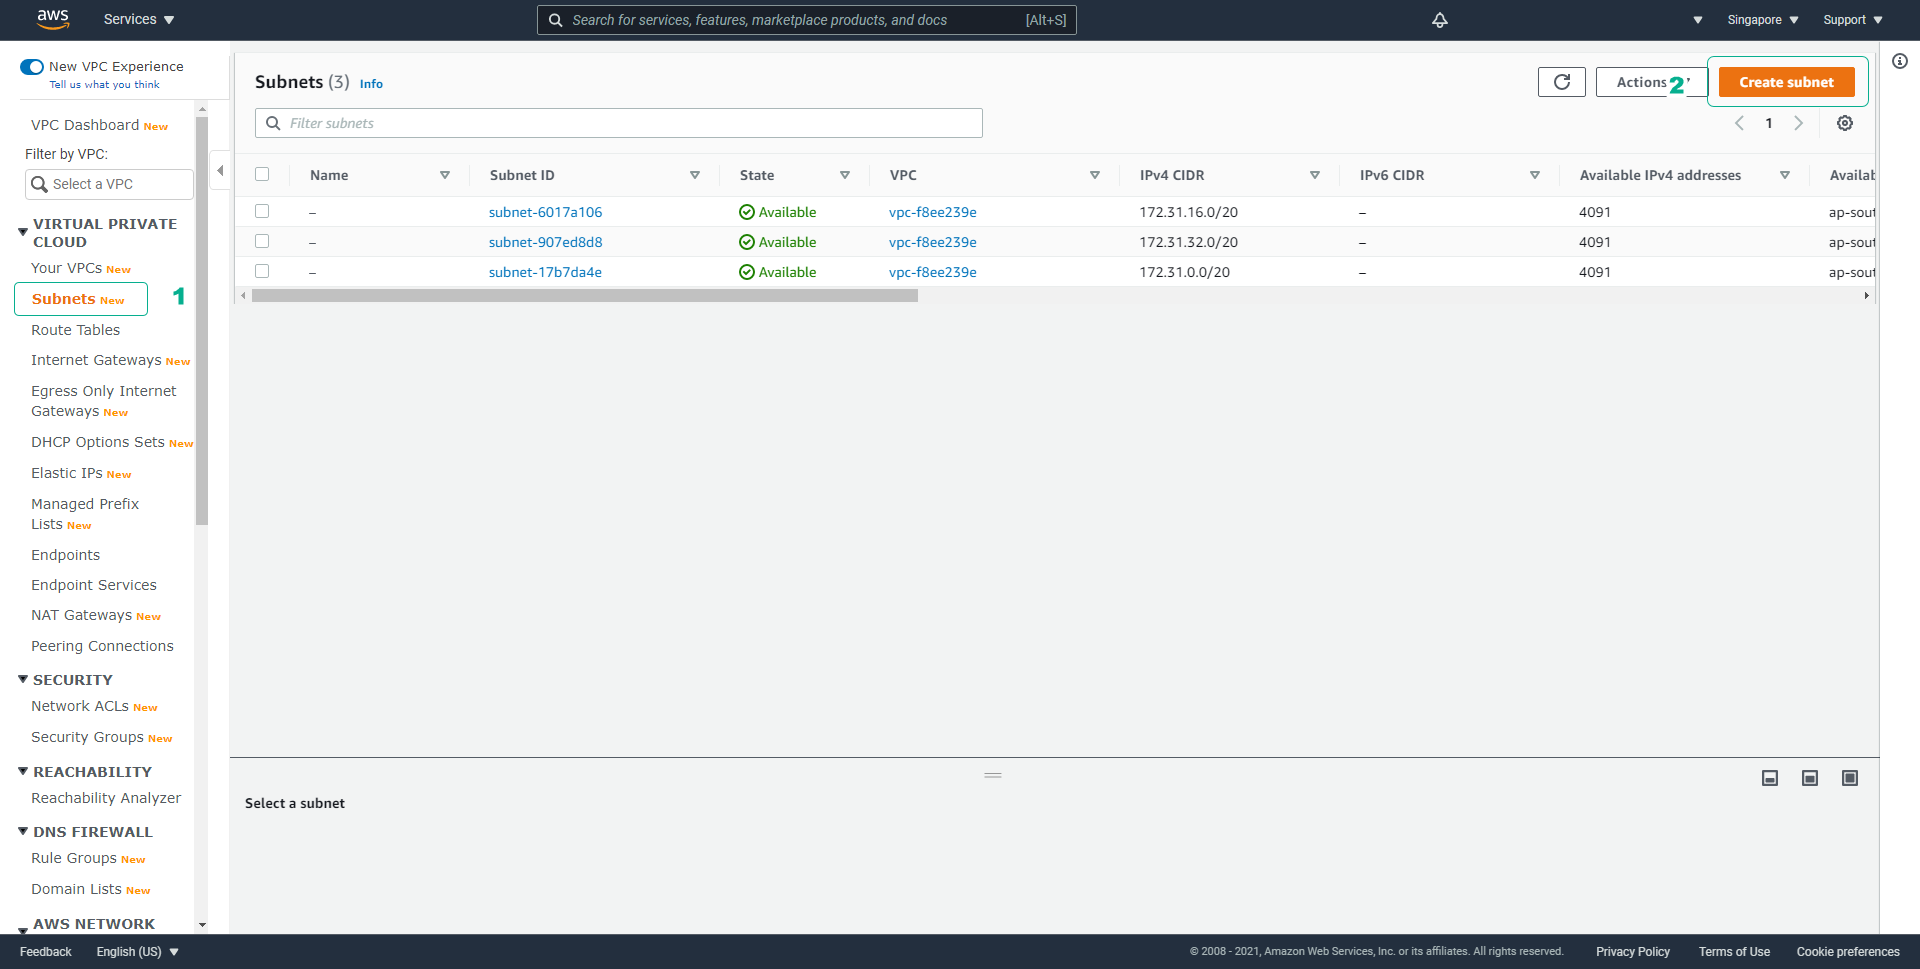 aws Services Search for services, features, marketplace products, and docs [Alt+S] Singapore Support
New VPC Experience
Tell us what you think
VPC Dashboard New
Filter by VPC:
Select a VPC
VIRTUAL PRIVATE
CLOUD
Your VPCs New
Subnets New 1
Route Tables
Internet Gateways New
Egress Only Internet
Gateways New
DHCP Options Sets New
Elastic IPs New
Managed Prefix
Lists New
Endpoints
Endpoint Services
NAT Gateways New
Peering Connections
SECURITY
Network ACLs New
Security Groups New
REACHABILITY
Reachability Analyzer
DNS FIREWALL
Rule Groups New
Domain Lists New
AWS NETWORK
Subnets (3) Info Actions 2 Create subnet
Filter subnets 1
Name Subnet ID State VPC IPv4 CIDR IPv6 CIDR Available IPv4 addresses Availab
– subnet-6017a106 Available vpc-f8ee239e 172.31.16.0/20 – 4091 ap-sout
– subnet-907ed8d8 Available vpc-f8ee239e 172.31.32.0/20 – 4091 ap-sout
– subnet-17b7da4e Available vpc-f8ee239e 172.31.0.0/20 – 4091 ap-sout
Select a subnet
Feedback English (US) © 2008 - 2021, Amazon Web Services, Inc. or its affiliates. All rights reserved. Privacy Policy Terms of Use Cookie preferences